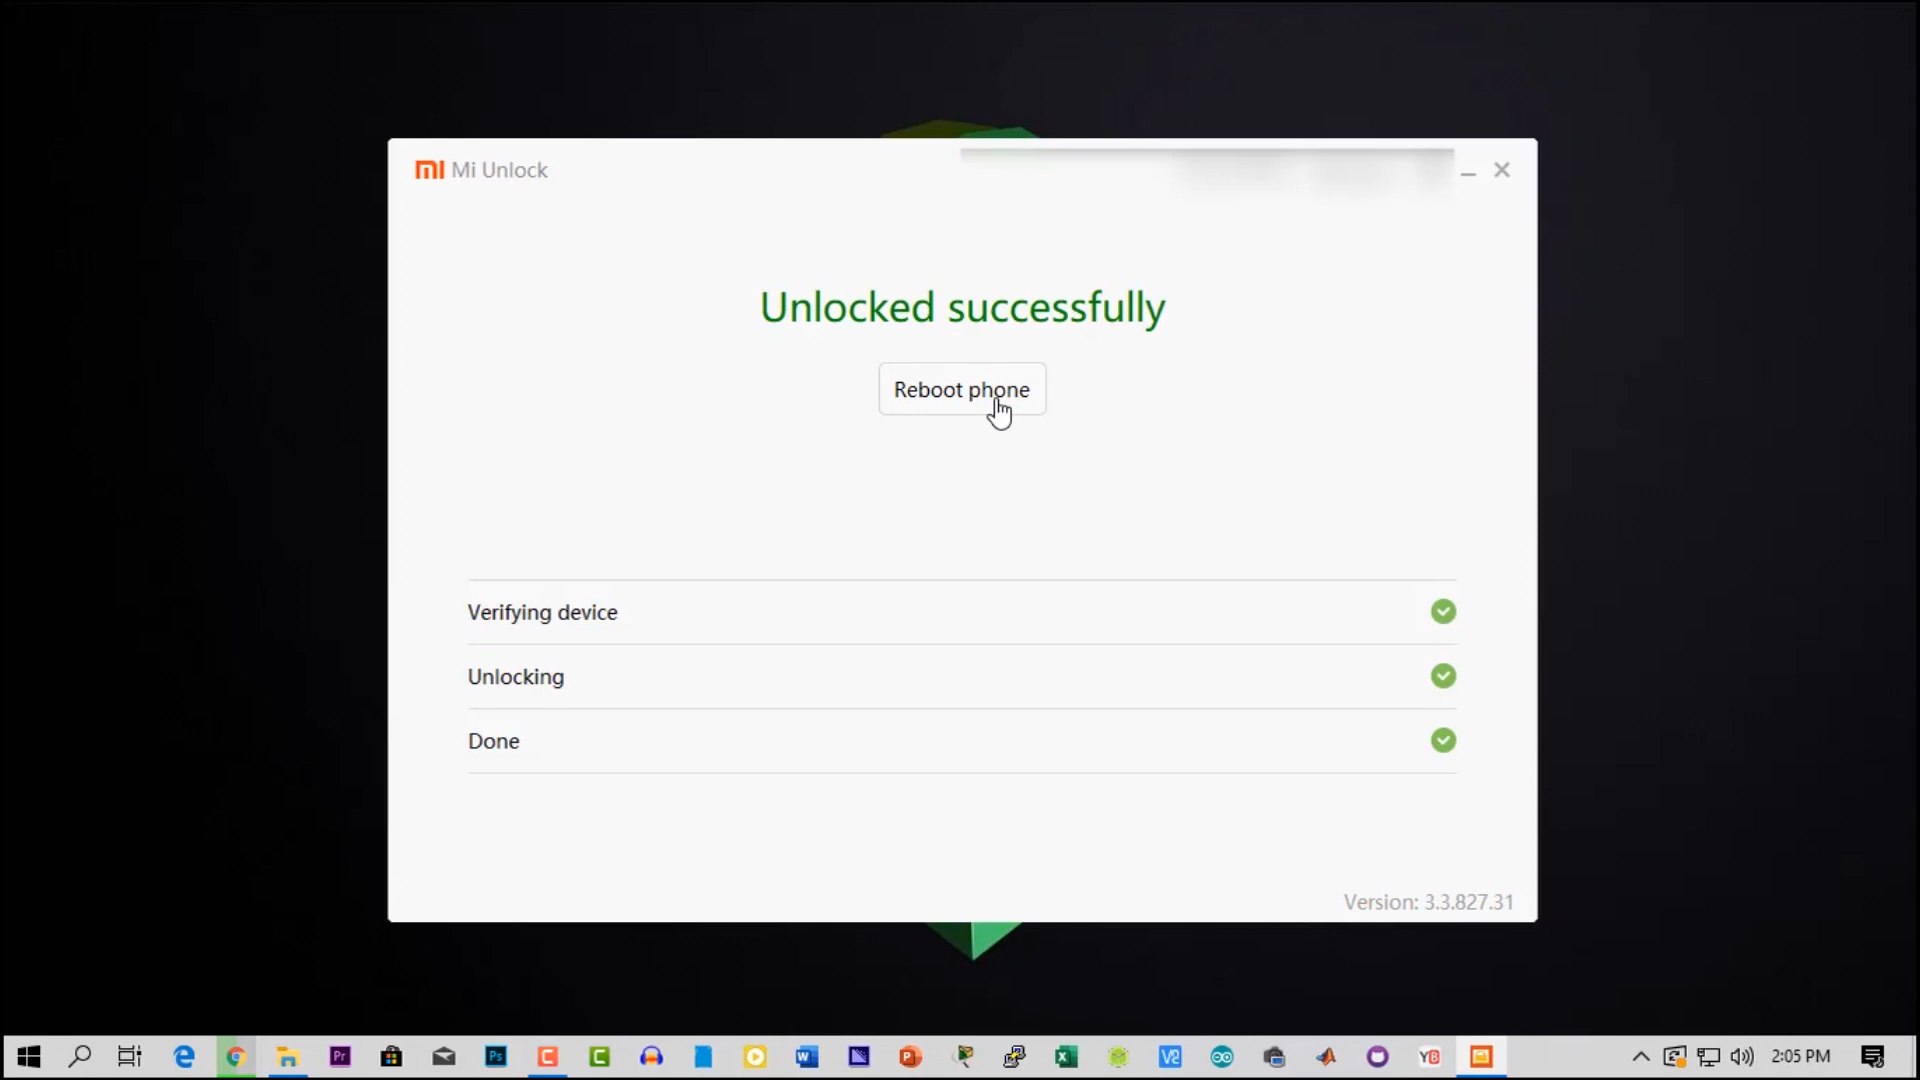 Mi Unlock
Unlocked successfully
Reboot phone
Verifying device
Unlocking
Done
Version: 3.3.827.31
2:05 PM